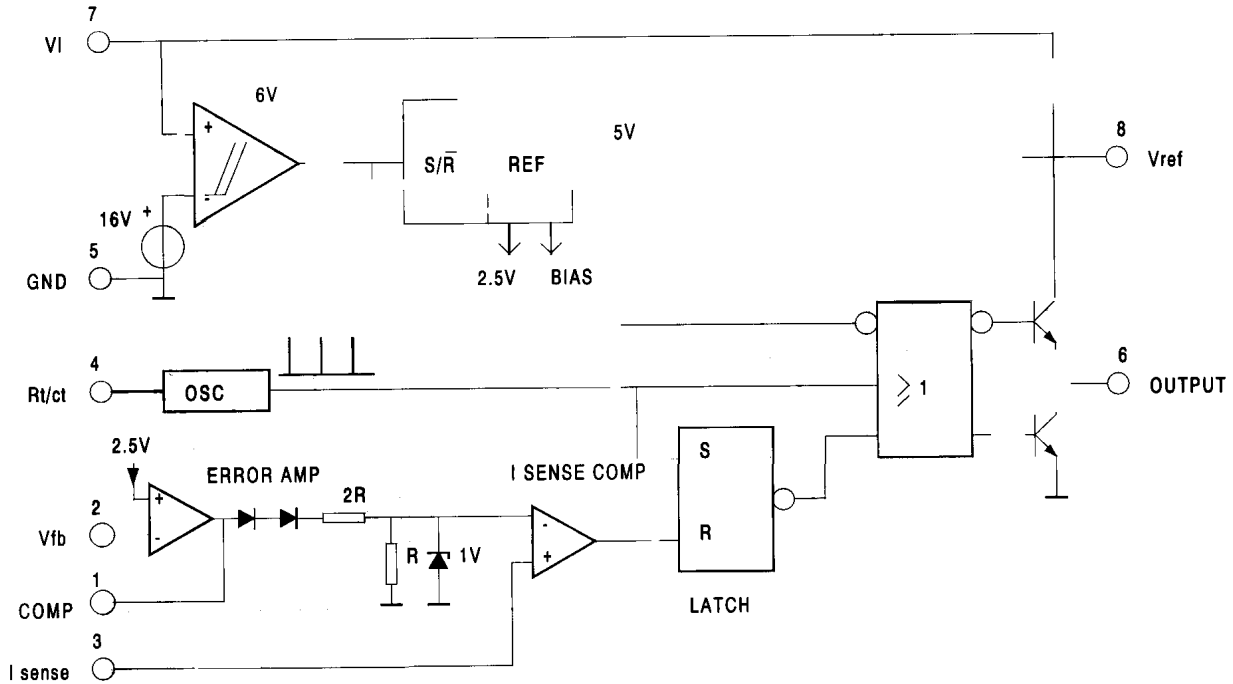 7
VI
6V
5V
8
Vref
S/R̅ REF
+
-
16V +
5
GND
2.5V BIAS
4
Rt/ct
OSC
≥ 1
6
OUTPUT
2.5V
ERROR AMP
I SENSE COMP
S
2R
2
Vfb
+
-
-
+
R
1V
R
1
COMP
LATCH
3
I sense